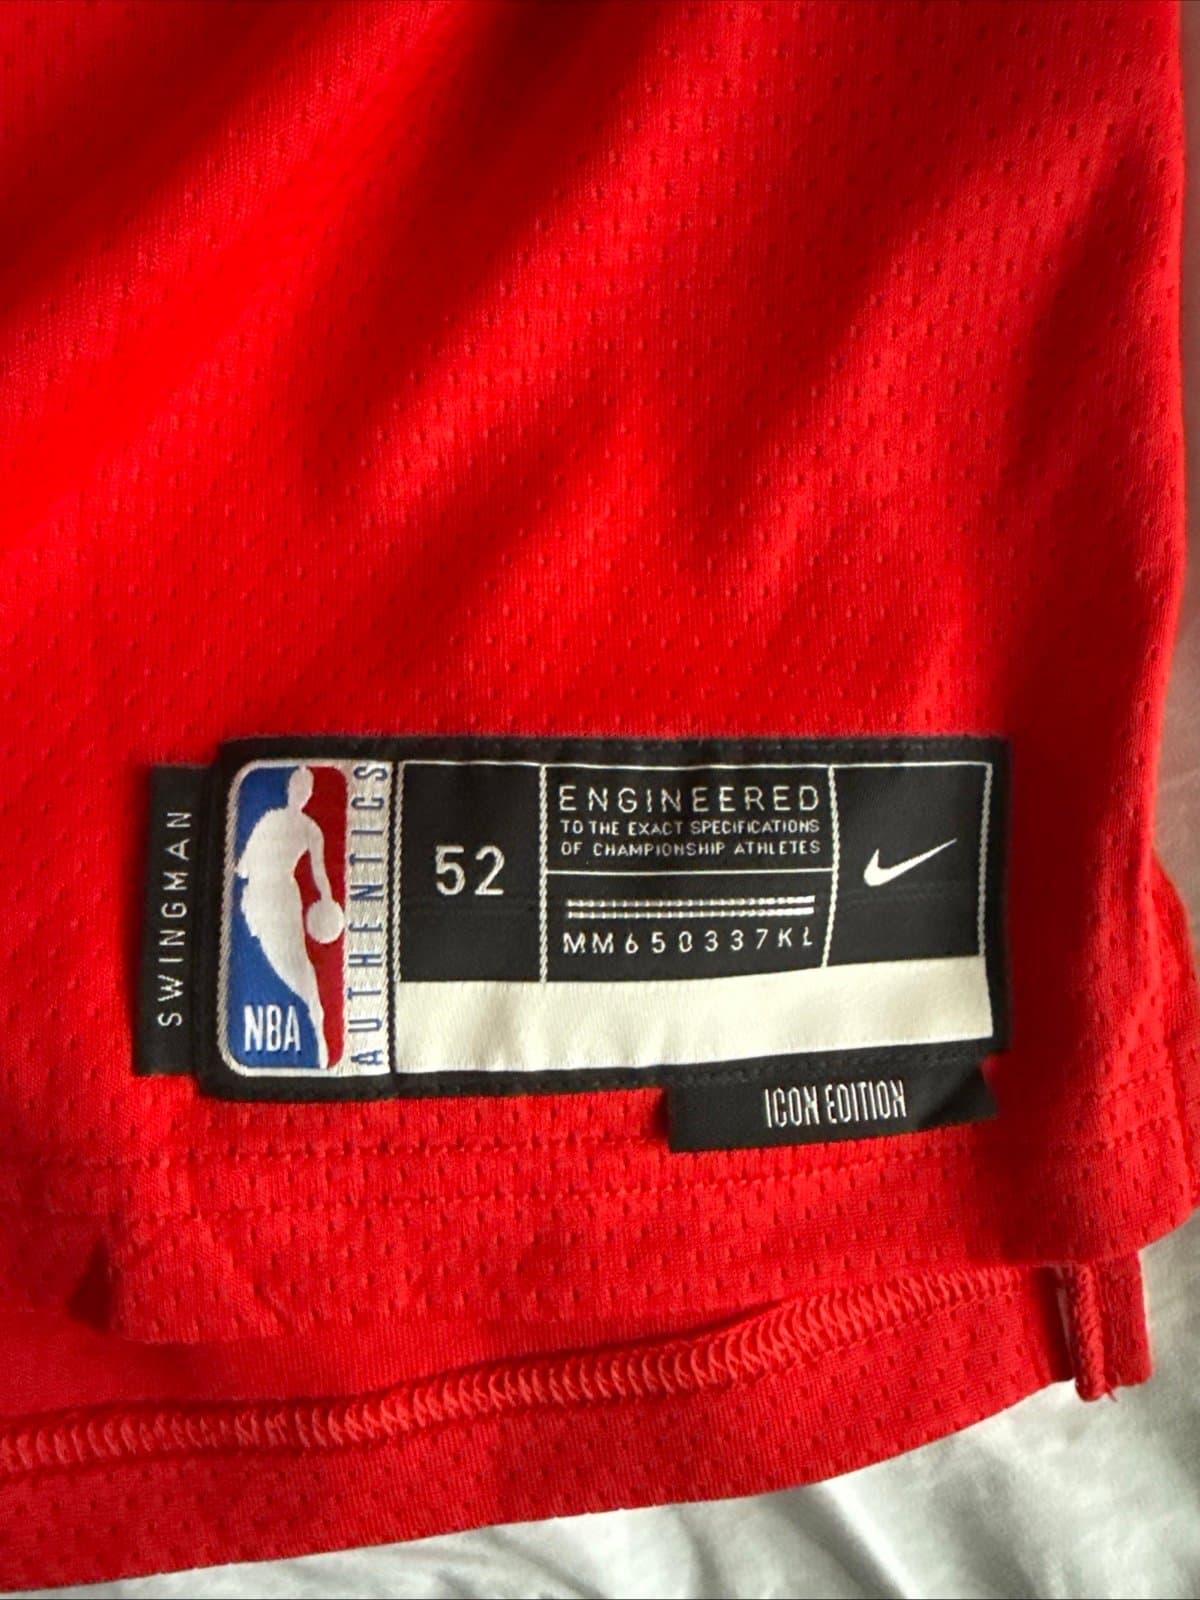 SWINGMAN
NBA
AUTHENTICS
52
ENGINEERED
TO THE EXACT SPECIFICATIONS
OF CHAMPIONSHIP ATHLETES
MM650337KL
ICON EDITION